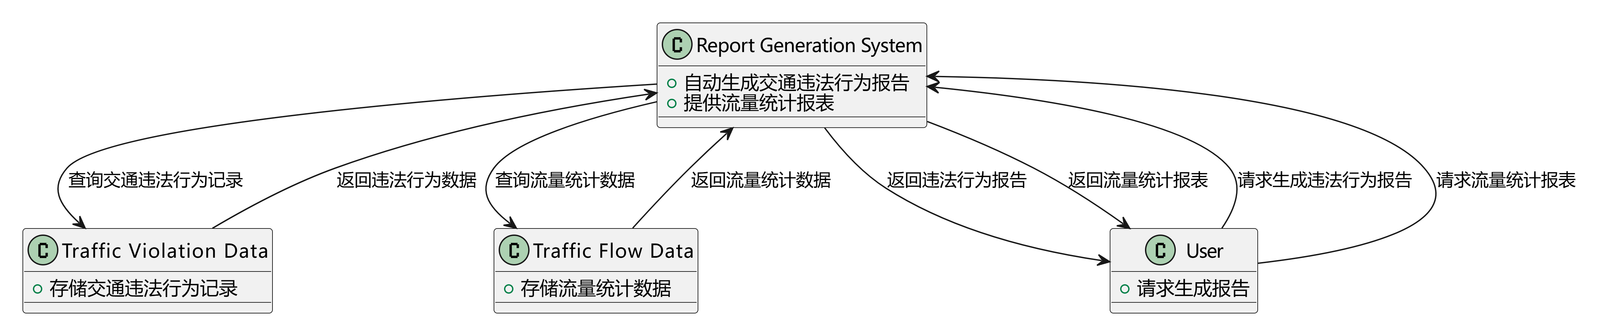 C Report Generation System
自动生成交通违法行为报告
提供流量统计报表
查询交通违法行为记录
返回违法行为数据
查询流量统计数据
返回流量统计数据
返回违法行为报告
返回流量统计报表
请求生成违法行为报告
请求流量统计报表
C Traffic Violation Data
存储交通违法行为记录
C Traffic Flow Data
存储流量统计数据
C User
请求生成报告